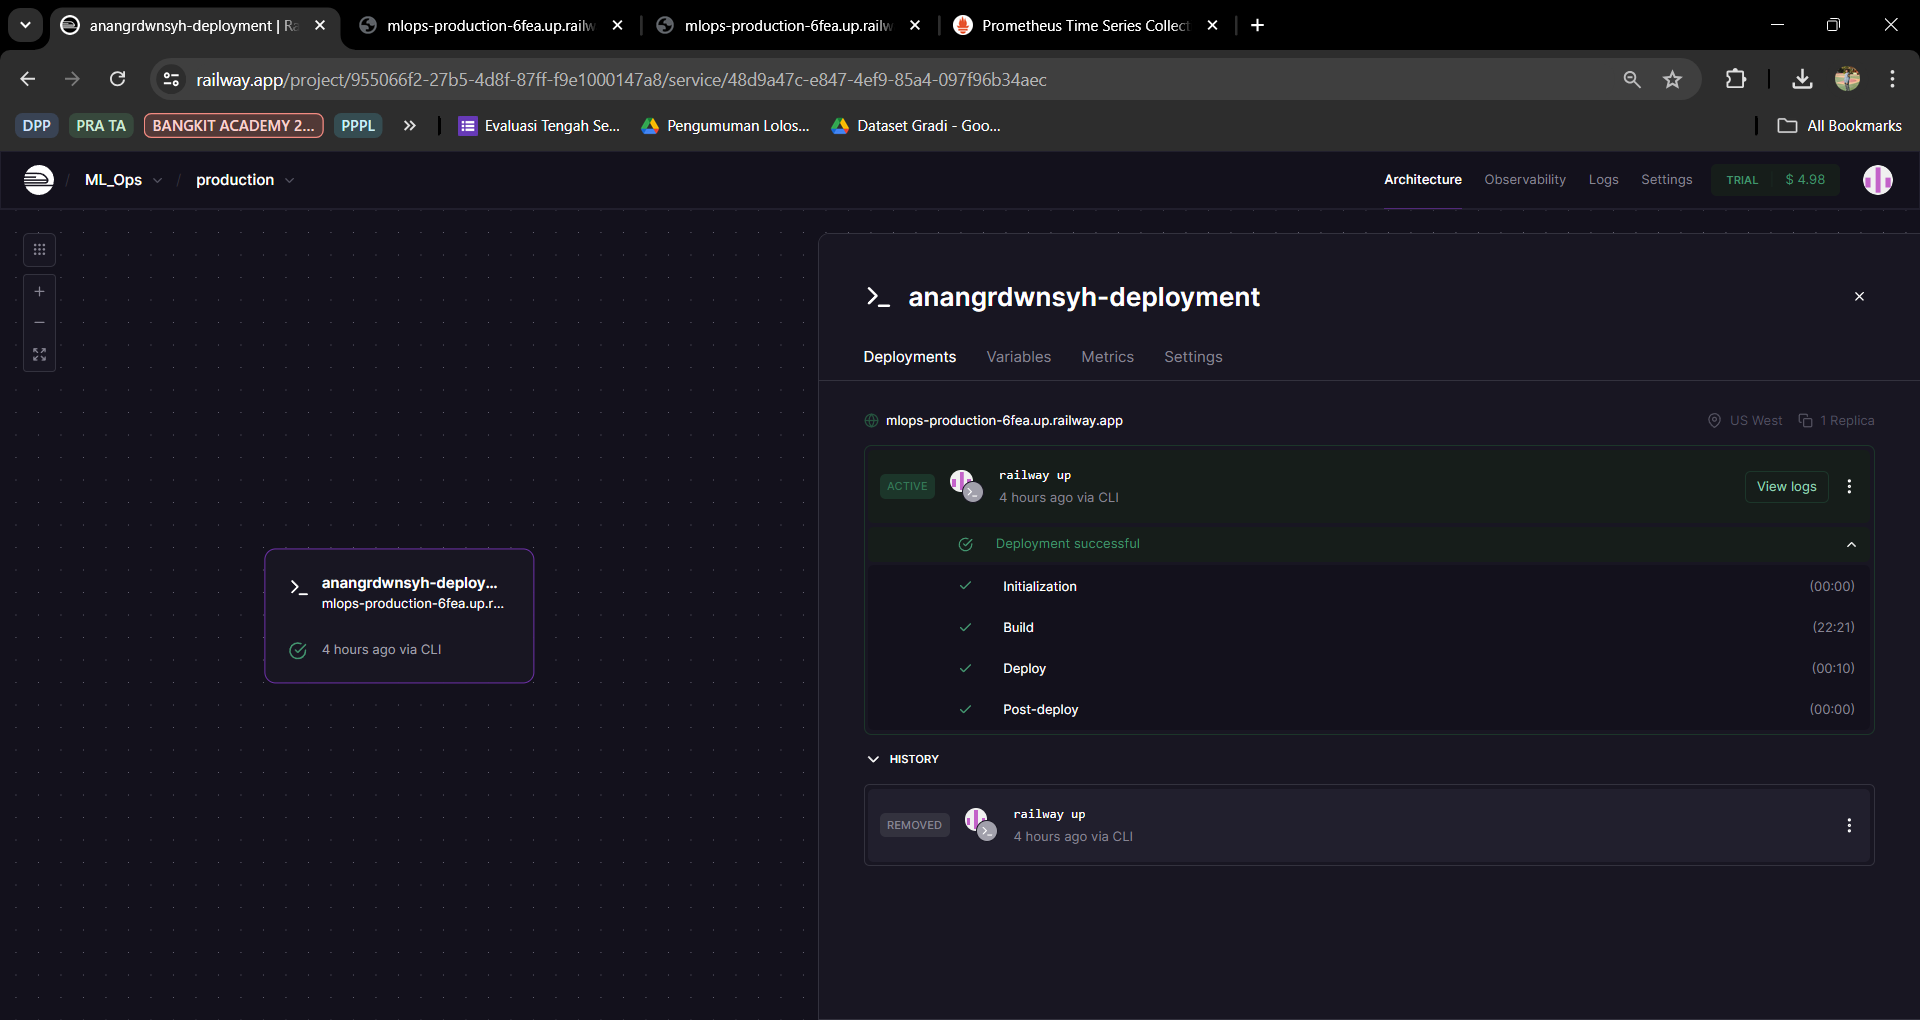 anangrdwnsyh-deployment | Ra
mlops-production-6fea.up.railw
mlops-production-6fea.up.railw
Prometheus Time Series Collect
railway.app/project/955066f2-27b5-4d8f-87ff-f9e1000147a8/service/48d9a47c-e847-4ef9-85a4-097f96b34aec
DPP
PRA TA
BANGKIT ACADEMY 2...
PPPL
Evaluasi Tengah Se...
Pengumuman Lolos...
Dataset Gradi - Goo...
All Bookmarks
/ ML_Ops / production
Architecture
Observability
Logs
Settings
TRIAL $ 4.98
anangrdwnsyh-deploy...
mlops-production-6fea.up.r...
4 hours ago via CLI
anangrdwnsyh-deployment
Deployments
Variables
Metrics
Settings
mlops-production-6fea.up.railway.app
US West
1 Replica
ACTIVE
railway up
4 hours ago via CLI
View logs
Deployment successful
Initialization (00:00)
Build (22:21)
Deploy (00:10)
Post-deploy (00:00)
HISTORY
REMOVED
railway up
4 hours ago via CLI